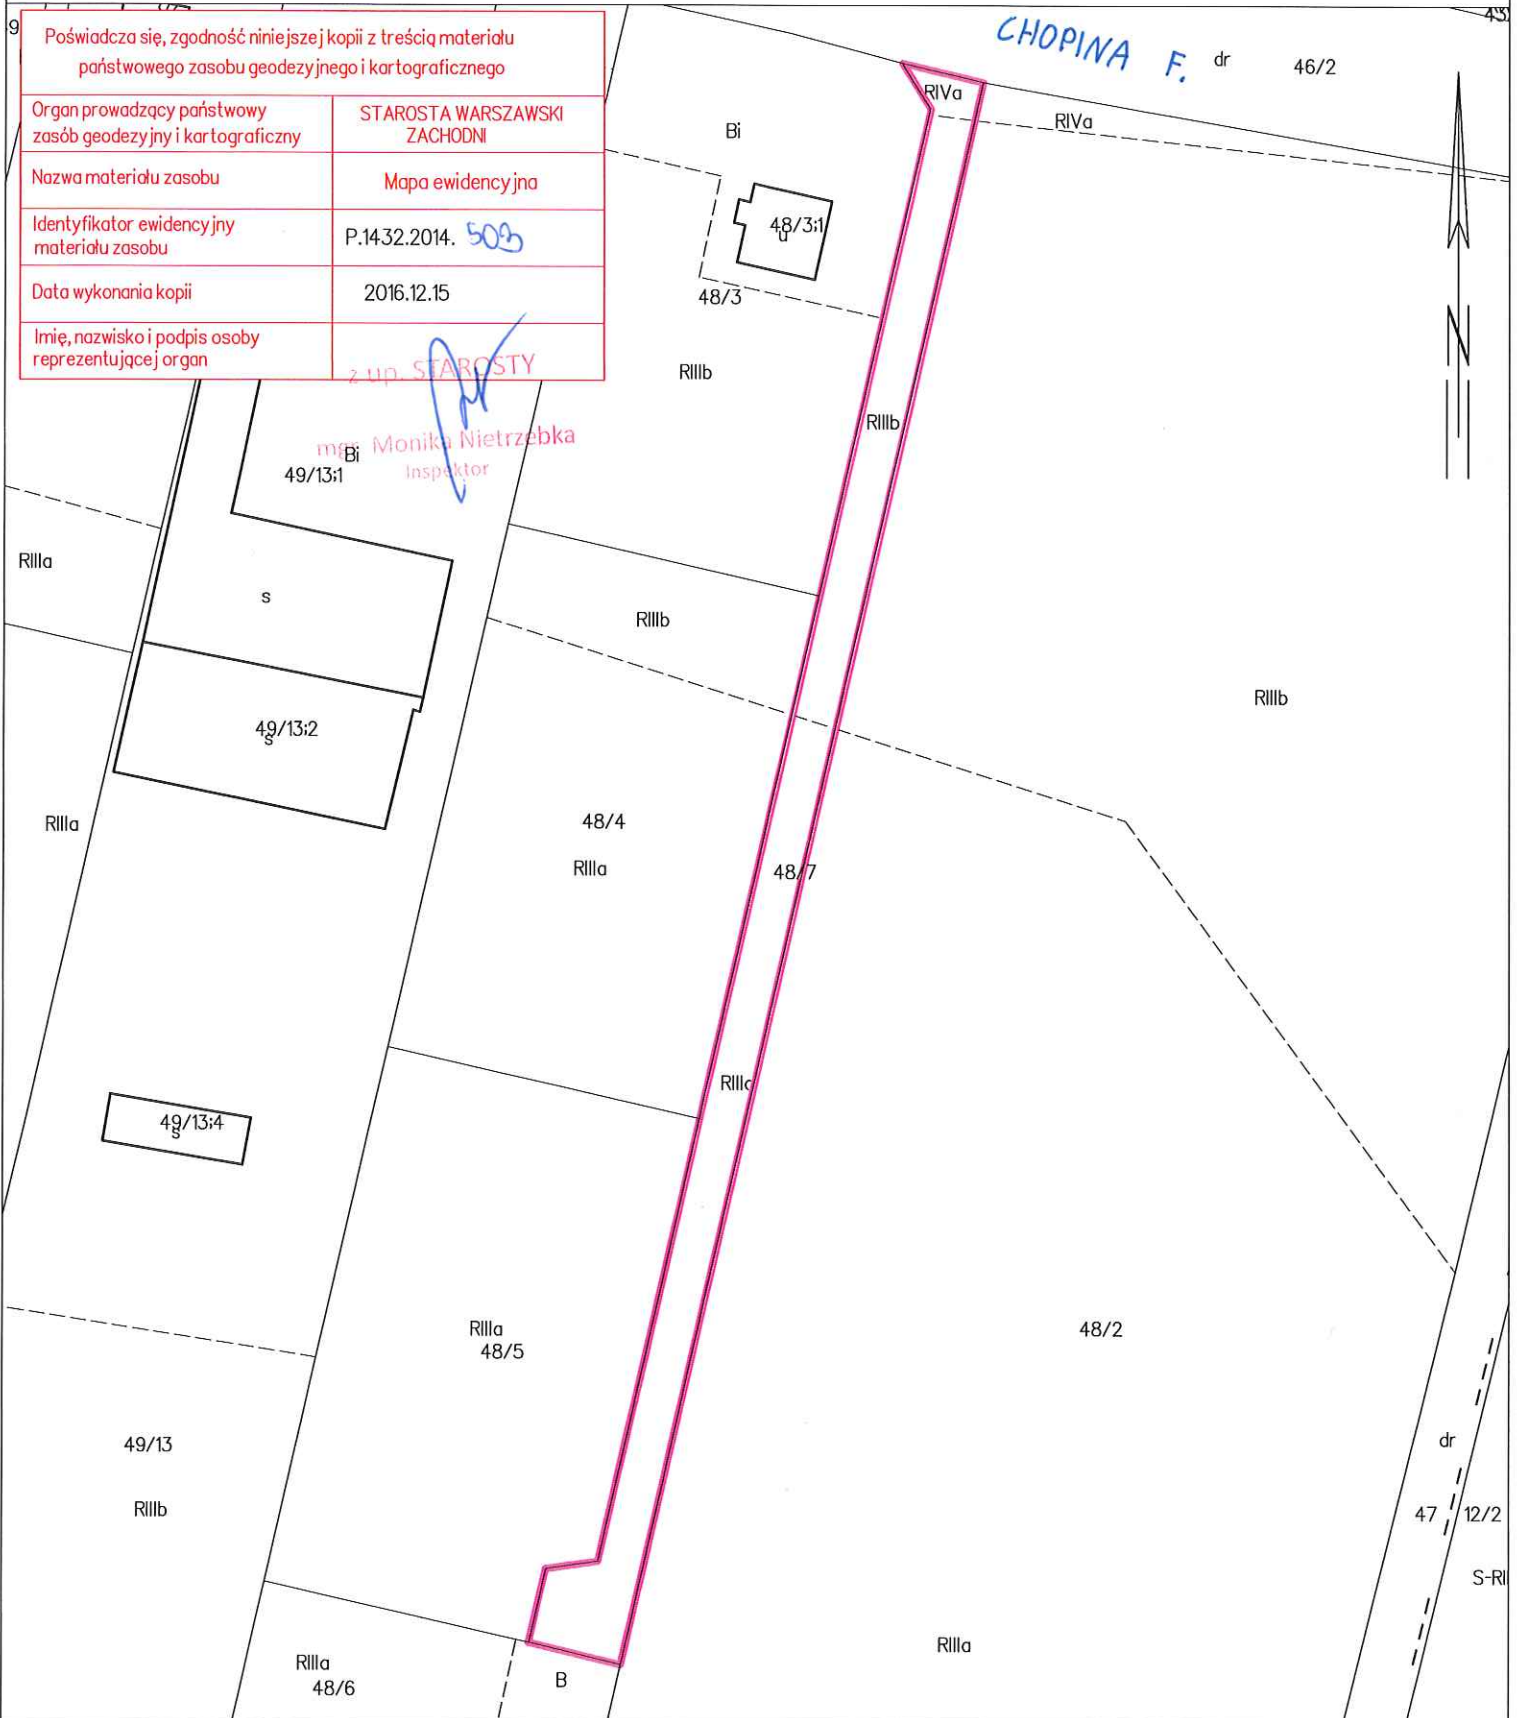 Poświadcza się, zgodność niniejszej kopii z treścią materiału
państwowego zasobu geodezyjnego i kartograficznego
Organ prowadzący państwowy
zasób geodezyjny i kartograficzny
STAROSTA WARSZAWSKI
ZACHODNI
Nazwa materiału zasobu
Mapa ewidencyjna
Identyfikator ewidencyjny
materiału zasobu
P.1432.2014. 503
Data wykonania kopii
2016.12.15
Imię, nazwisko i podpis osoby
reprezentującej organ
z up. STAROSTY
mgr Monika Nietrzebka
Inspektor
CHOPINA F. dr 46/2
RIVa
RIVa
Bi
48/3;1
u
48/3
N
RIIIb
RIIIb
Bi
49/13;1
RIIIa
s
RIIIb
RIIIb
49/13;2
s
RIIIa
48/4
RIIIa
48/7
RIIIa
49/13;4
s
RIIIa
48/5
48/2
49/13
dr
RIIIb
47
12/2
S-RI
RIIIa
RIIIa
48/6
B